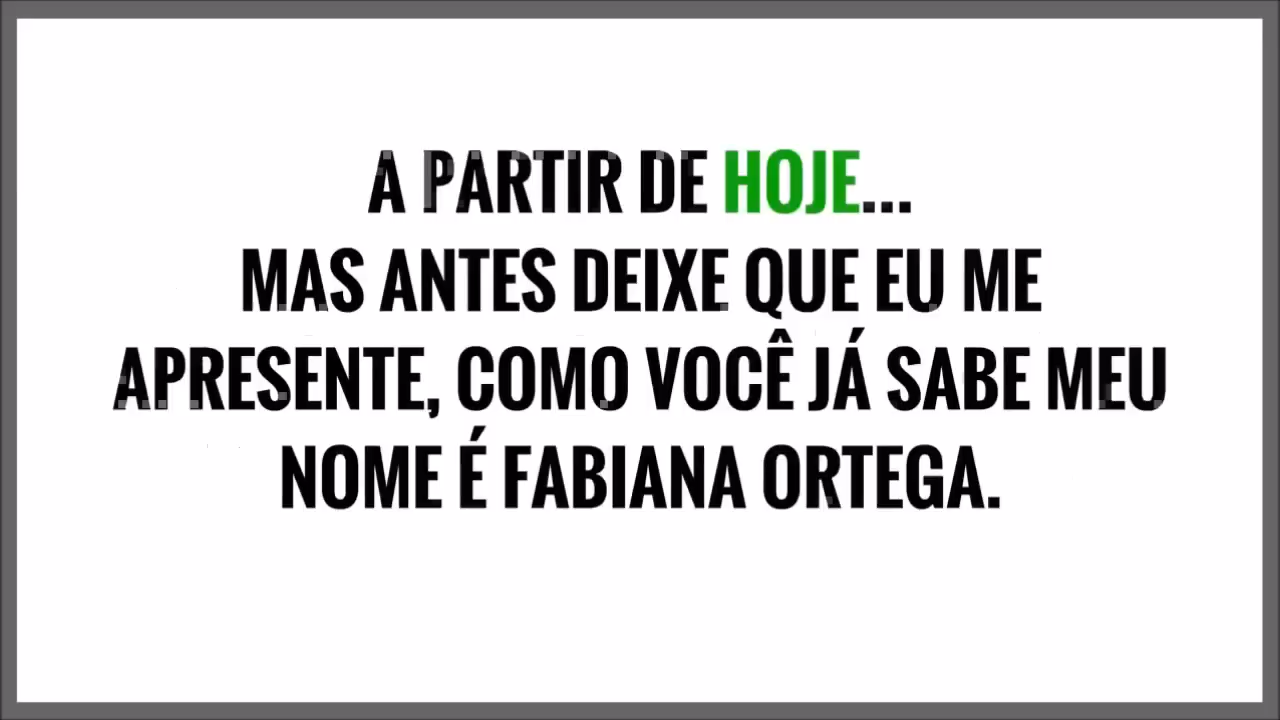 A PARTIR DE HOJE...
MAS ANTES DEIXE QUE EU ME
APRESENTE, COMO VOCÊ JÁ SABE MEU
NOME É FABIANA ORTEGA.